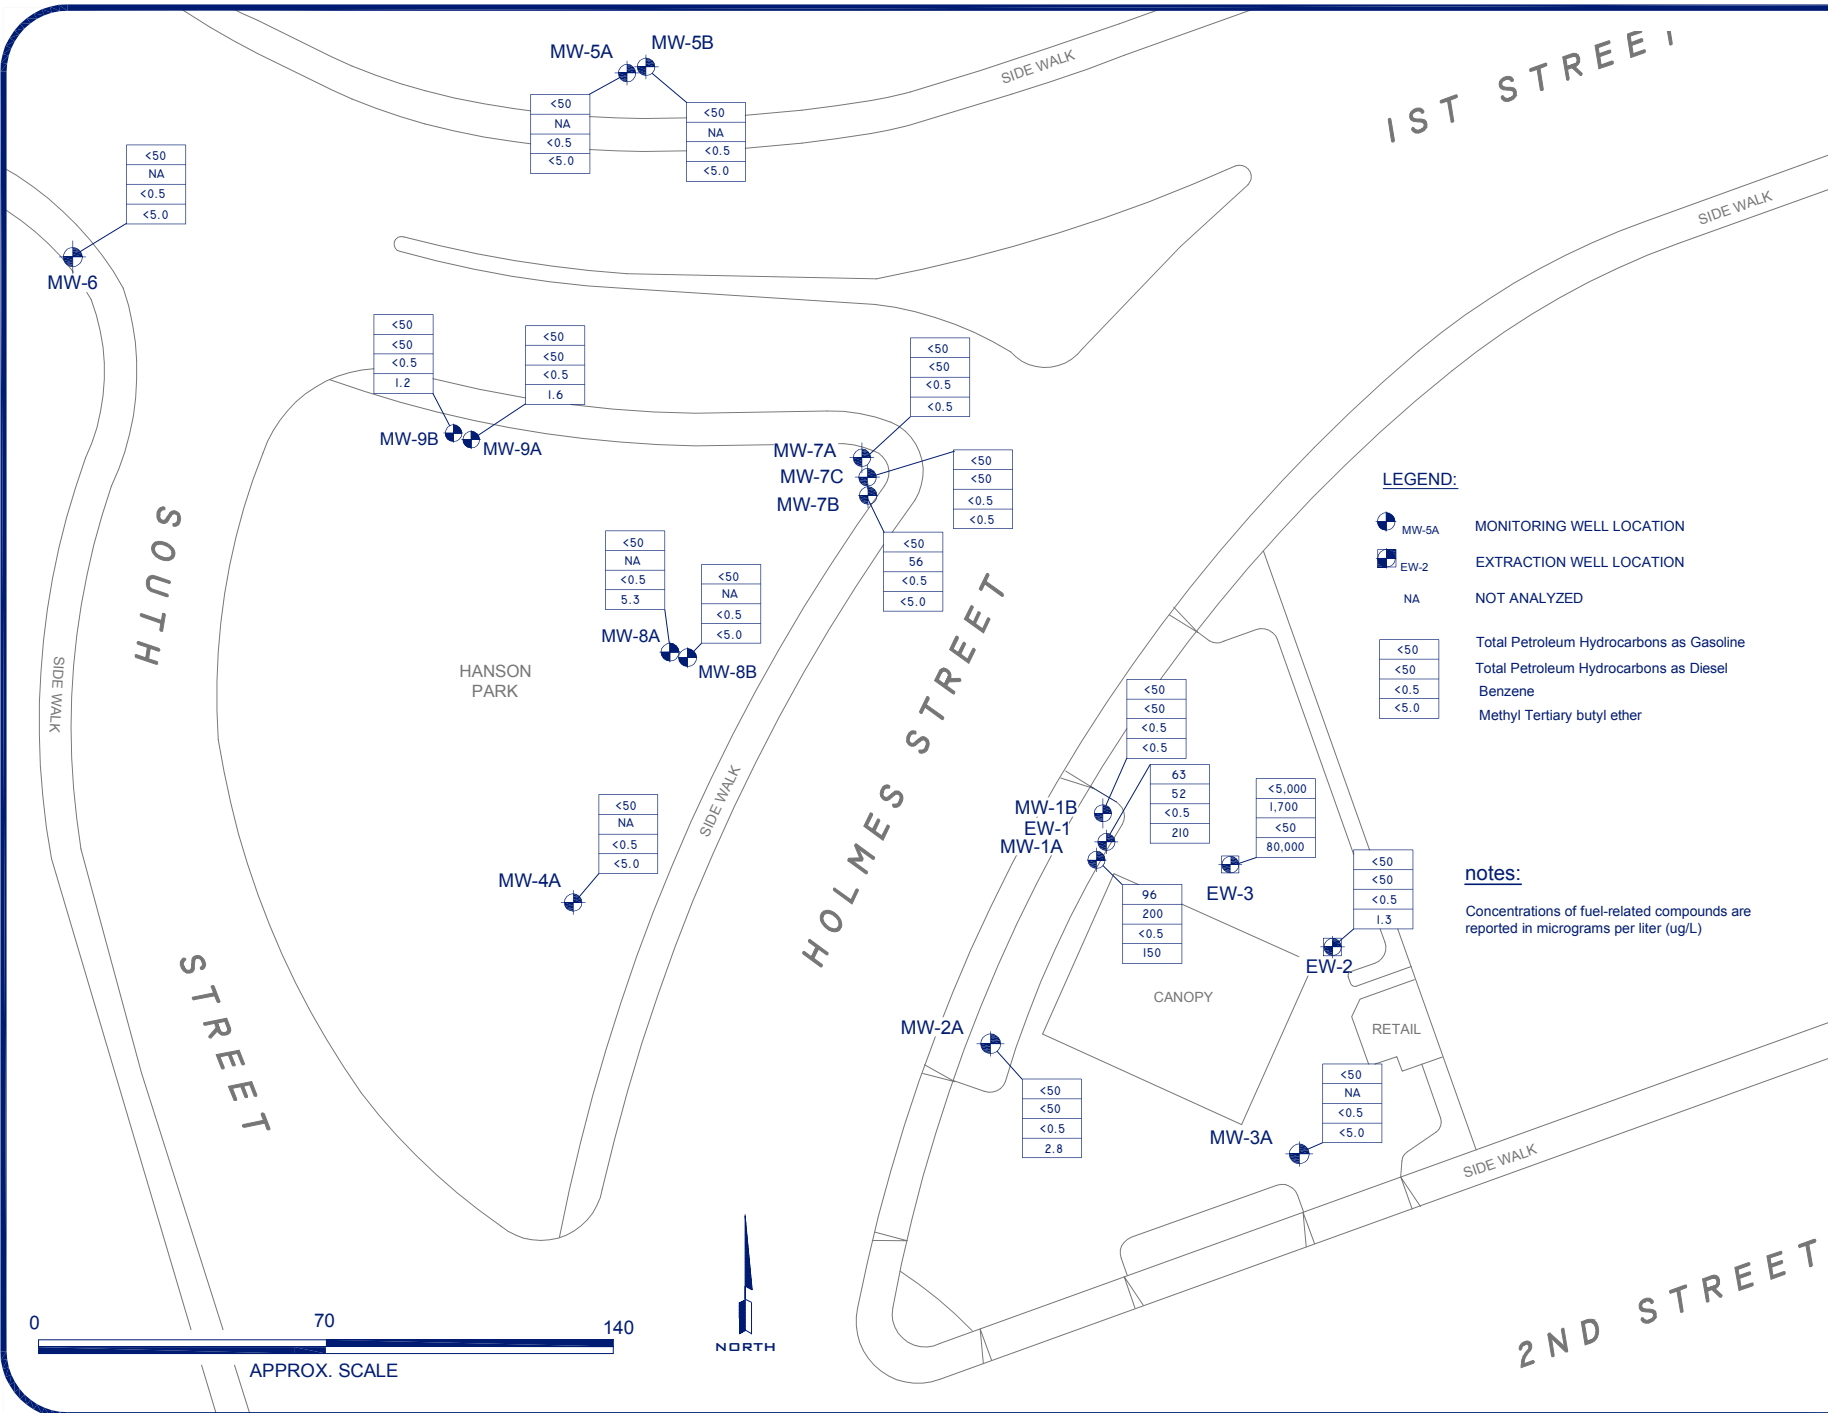 MW-5A
MW-5B
<50
NA
<0.5
<5.0
<50
NA
<0.5
<5.0
SIDE WALK
1ST STREET
<50
NA
<0.5
<5.0
MW-6
SIDE WALK
<50
<50
<0.5
1.2
<50
<50
<0.5
1.6
MW-9B
MW-9A
<50
<50
<0.5
<0.5
MW-7A
MW-7C
MW-7B
<50
<50
<0.5
<0.5
<50
56
<0.5
<5.0
LEGEND:
MW-5A MONITORING WELL LOCATION
EW-2 EXTRACTION WELL LOCATION
NA NOT ANALYZED
<50 Total Petroleum Hydrocarbons as Gasoline
<50 Total Petroleum Hydrocarbons as Diesel
<0.5 Benzene
<5.0 Methyl Tertiary butyl ether
SOUTH
STREET
SIDE WALK
<50
NA
<0.5
5.3
<50
NA
<0.5
<5.0
MW-8A
MW-8B
HANSON
PARK
HOLMES STREET
SIDE WALK
<50
NA
<0.5
<5.0
MW-4A
<50
<50
<0.5
<0.5
MW-1B
EW-1
MW-1A
63
52
<0.5
210
<5,000
1,700
<50
80,000
EW-3
96
200
<0.5
150
<50
<50
<0.5
1.3
EW-2
notes:
Concentrations of fuel-related compounds are
reported in micrograms per liter (ug/L)
CANOPY
RETAIL
MW-2A
<50
<50
<0.5
2.8
<50
NA
<0.5
<5.0
MW-3A
SIDE WALK
2ND STREET
0 70 140
APPROX. SCALE
NORTH